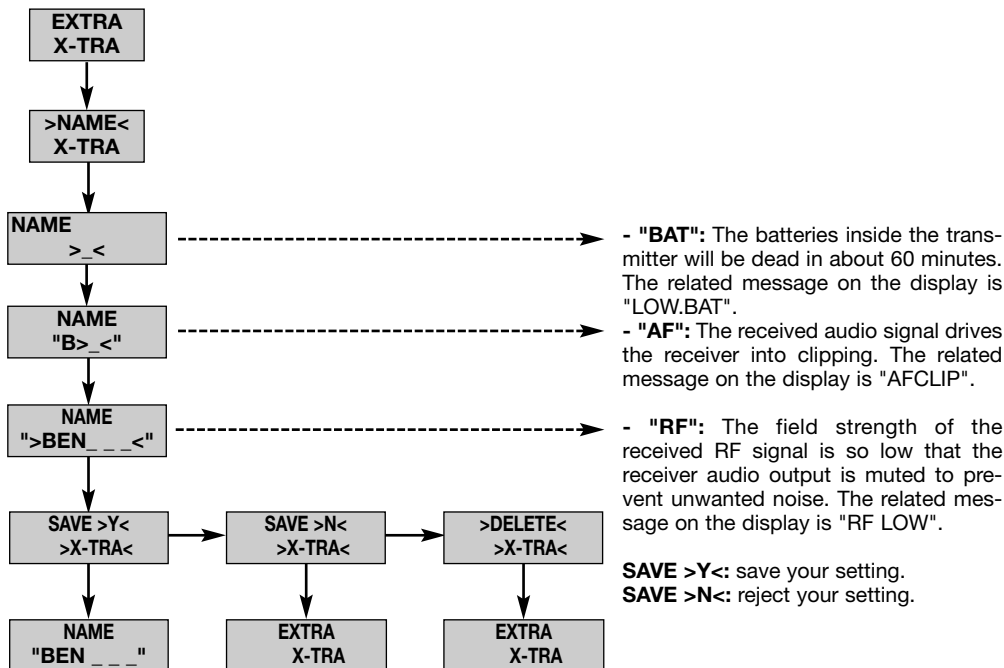 EXTRA
X-TRA
>NAME<
X-TRA
NAME
>_<
NAME
"B>_<"
NAME
">BEN_ _ _<"
SAVE >Y<
>X-TRA<
SAVE >N<
>X-TRA<
>DELETE<
>X-TRA<
NAME
"BEN _ _ _"
EXTRA
X-TRA
EXTRA
X-TRA
- "BAT": The batteries inside the trans-
mitter will be dead in about 60 minutes.
The related message on the display is
"LOW.BAT".
- "AF": The received audio signal drives
the receiver into clipping. The related
message on the display is "AFCLIP".
- "RF": The field strength of the
received RF signal is so low that the
receiver audio output is muted to pre-
vent unwanted noise. The related mes-
sage on the display is "RF LOW".
SAVE >Y<: save your setting.
SAVE >N<: reject your setting.